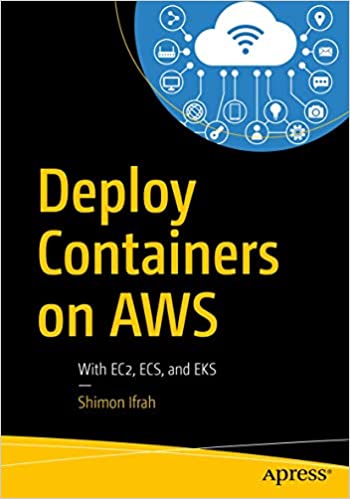 Deploy
Containers
on AWS
With EC2, ECS, and EKS
Shimon Ifrah
Apress®